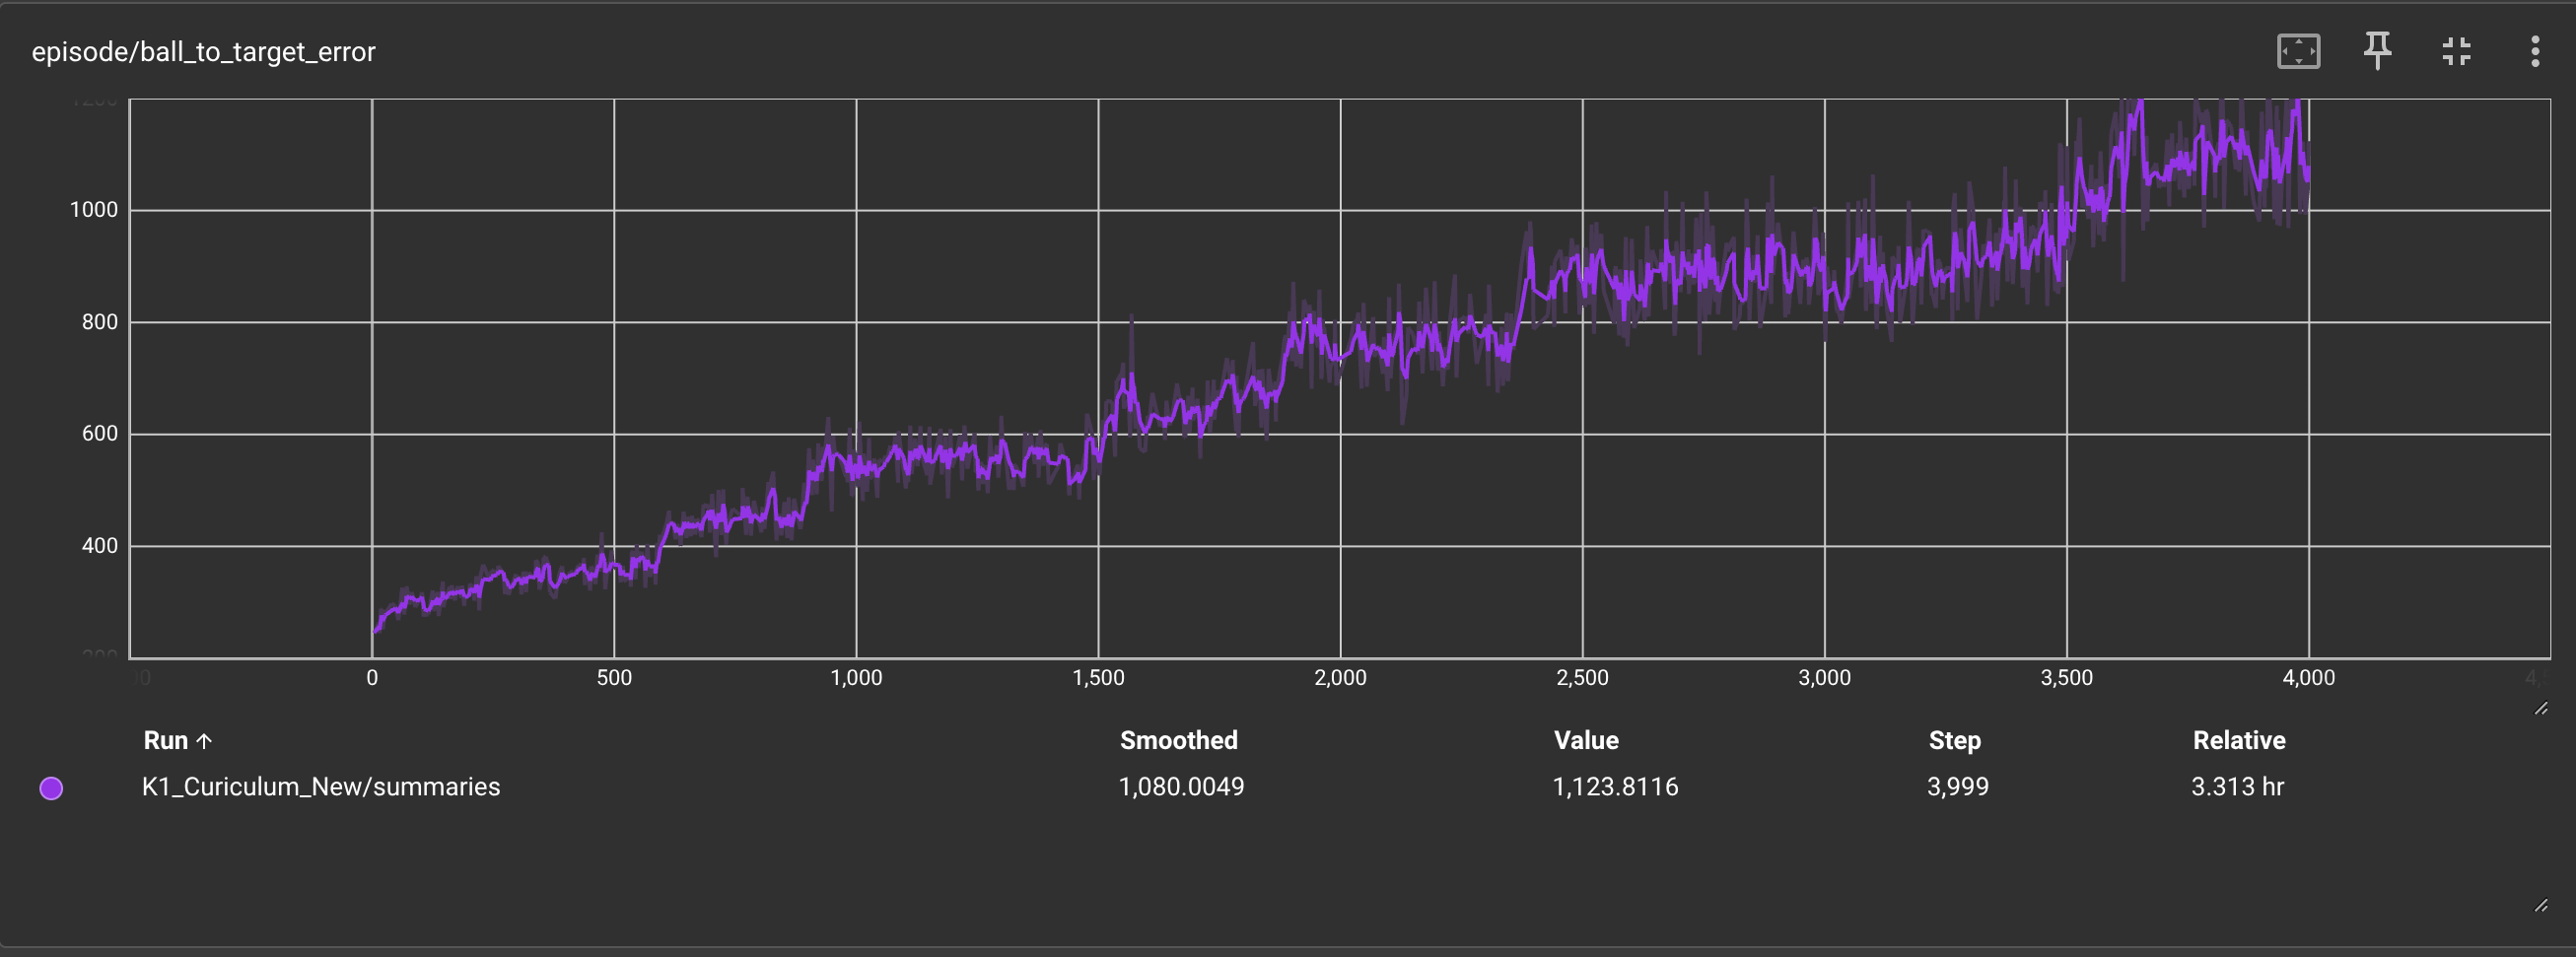 episode/ball_to_target_error
1200
1000
800
600
400
0 500 1,000 1,500 2,000 2,500 3,000 3,500 4,000
Run ↑ Smoothed Value Step Relative
K1_Curiculum_New/summaries 1,080.0049 1,123.8116 3,999 3.313 hr